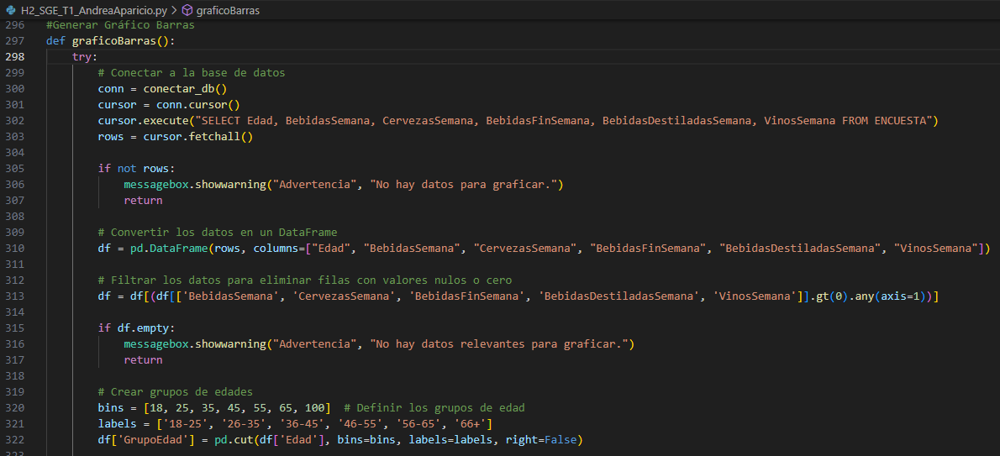 H2_SGE_T1_AndreaAparicio.py > graficoBarras
296 #Generar Gráfico Barras
297 def graficoBarras():
298 try:
299 # Conectar a la base de datos
300 conn = conectar_db()
301 cursor = conn.cursor()
302 cursor.execute("SELECT Edad, BebidasSemana, CervezasSemana, BebidasFinSemana, BebidasDestiladasSemana, VinosSemana FROM ENCUESTA")
303 rows = cursor.fetchall()
304
305 if not rows:
306 messagebox.showwarning("Advertencia", "No hay datos para graficar.")
307 return
308
309 # Convertir los datos en un DataFrame
310 df = pd.DataFrame(rows, columns=["Edad", "BebidasSemana", "CervezasSemana", "BebidasFinSemana", "BebidasDestiladasSemana", "VinosSemana"])
311
312 # Filtrar los datos para eliminar filas con valores nulos o cero
313 df = df[(df[['BebidasSemana', 'CervezasSemana', 'BebidasFinSemana', 'BebidasDestiladasSemana', 'VinosSemana']].gt(0).any(axis=1))]
314
315 if df.empty:
316 messagebox.showwarning("Advertencia", "No hay datos relevantes para graficar.")
317 return
318
319 # Crear grupos de edades
320 bins = [18, 25, 35, 45, 55, 65, 100] # Definir los grupos de edad
321 labels = ['18-25', '26-35', '36-45', '46-55', '56-65', '66+']
322 df['GrupoEdad'] = pd.cut(df['Edad'], bins=bins, labels=labels, right=False)
323